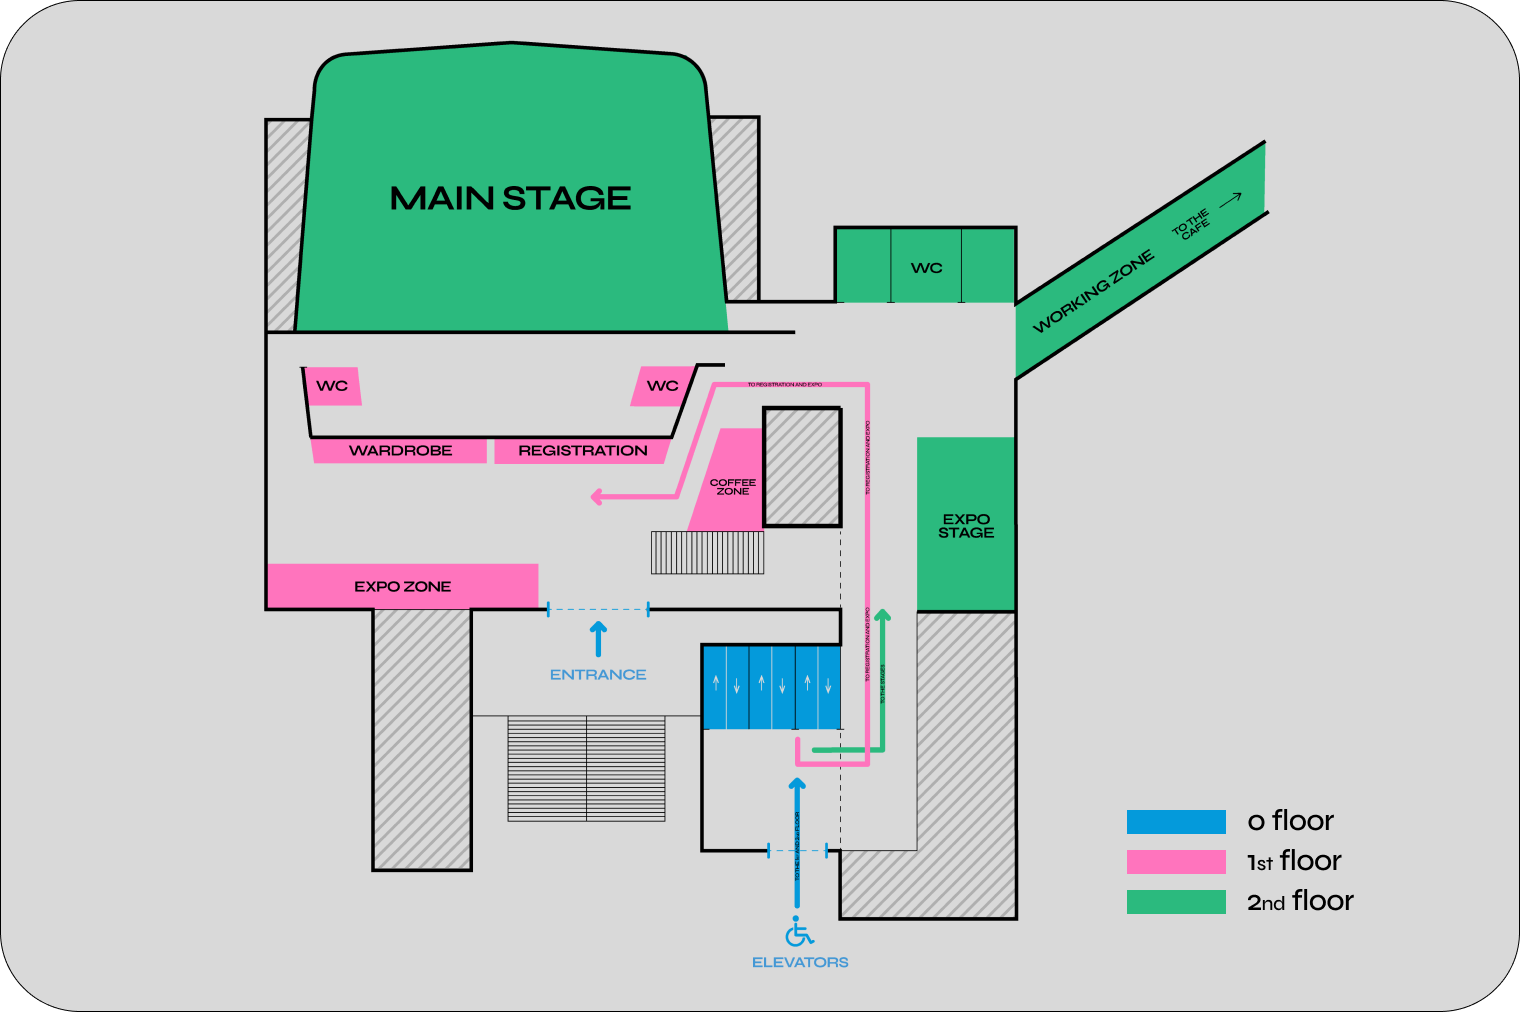 MAIN STAGE
TO THE
CAFE
WORKING ZONE
WC
WC
WC
TO REGISTRATION AND EXPO
WARDROBE
REGISTRATION
TO REGISTRATION AND EXPO
COFFEE
ZONE
EXPO
STAGE
EXPO ZONE
TO REGISTRATION AND EXPO
ENTRANCE
TO THE STAGES
0 floor
1st floor
2nd floor
ELEVATORS